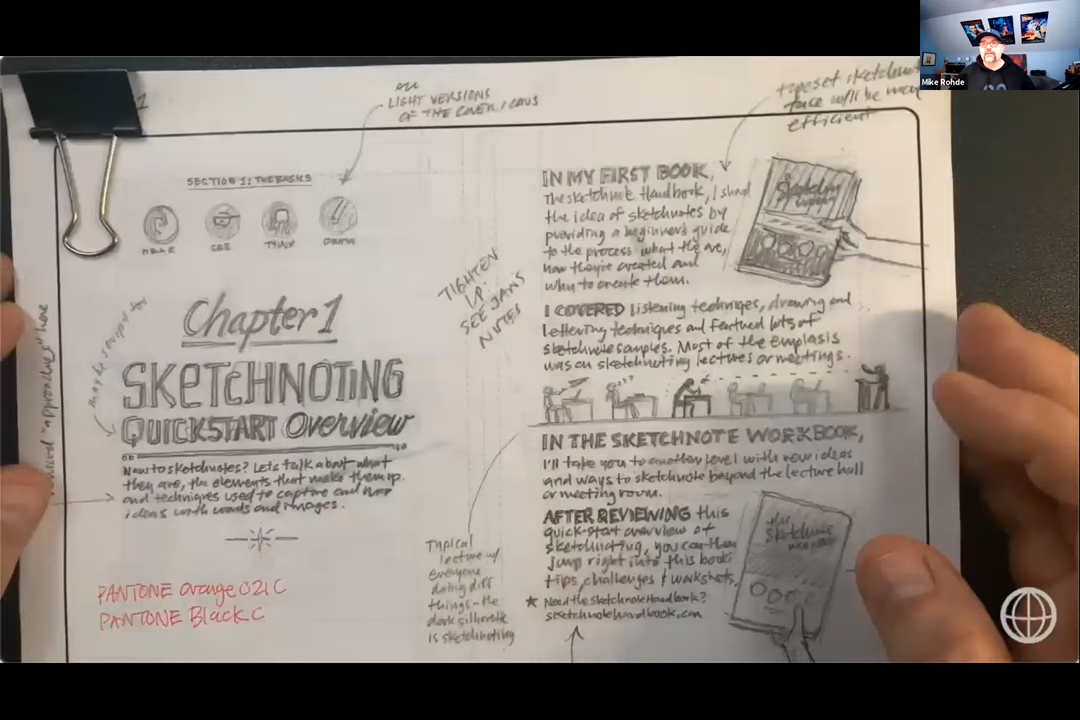 Mike Rohde
ALL
LIGHT VERSIONS
OF THE COVER ICONS
typeset sketchnote
face will be more
efficient
SECTION 1: THE BASICS
HEAR
SEE
THINK
DRAW
maybe
Chapter 1
SKETCHNOTING
QUICKSTART Overview
New to sketchnotes? Lets talk about what
they are, the elements that make them up
and techniques used to capture and map
ideas with words and images.
PANTONE Orange 021 C
PANTONE Black C
TIGHTEN
UP:
SEE JAN'S
NOTES
IN MY FIRST BOOK,
The Sketchnote Handbook, I shared
the idea of sketchnotes by
providing a beginner's guide
to the process: what they are,
how they're created and
why to create them.
I COVERED listening techniques, drawing and
lettering techniques and featured lots of
sketchnote samples. Most of the emphasis
was on sketchnoting lectures or meetings.
IN THE SKETCHNOTE WORKBOOK,
I'll take you to another level with new ideas
and ways to sketchnote beyond the lecture hall
or meeting room.
AFTER REVIEWING this
quick-start overview of
sketchnoting, you can then
jump right into this book's
tips, challenges & worksheets.
★ Need the Sketchnote Handbook?
sketchnotehandbook.com
Typical
lecture w/
everyone
doing diff
things - the
dark silhouette
is sketchnoting
the
Sketchnote
WORKBOOK